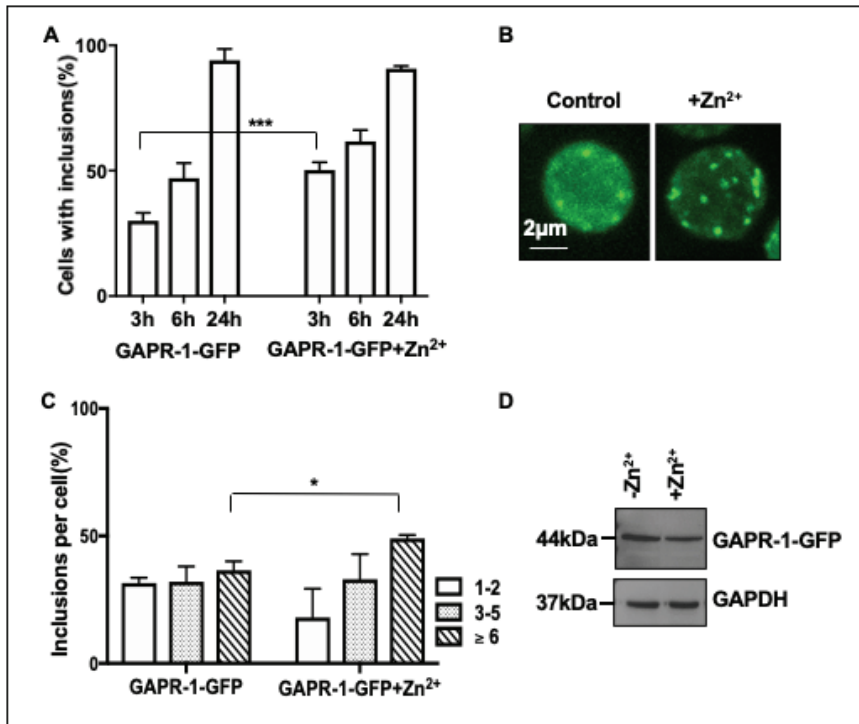 A
Cells with inclusions(%)
100
50
0
***
3h 6h 24h 3h 6h 24h
GAPR-1-GFP GAPR-1-GFP+Zn²⁺
B
Control +Zn²⁺
2µm
C
Inclusions per cell(%)
100
50
0
*
1-2
3-5
≥ 6
GAPR-1-GFP GAPR-1-GFP+Zn²⁺
D
-Zn²⁺
+Zn²⁺
44kDa GAPR-1-GFP
37kDa GAPDH